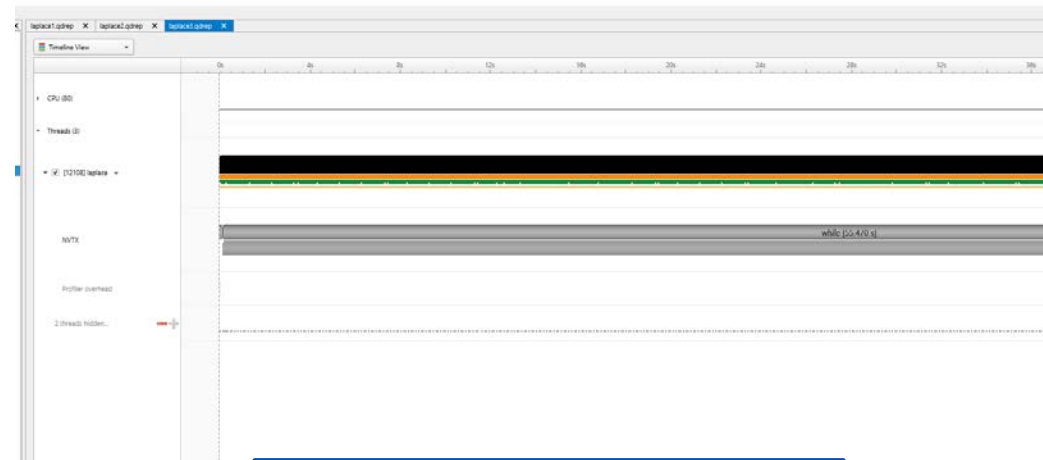 laplace1.qdrep X laplace2.qdrep X laplace3.qdrep X
Timeline View
0s 4s 8s 12s 16s 20s 24s 28s 32s 36s
CPU (80)
Threads (3)
[12108] laplace
NVTX
while [55.470 s]
Profiler overhead
2 threads hidden...